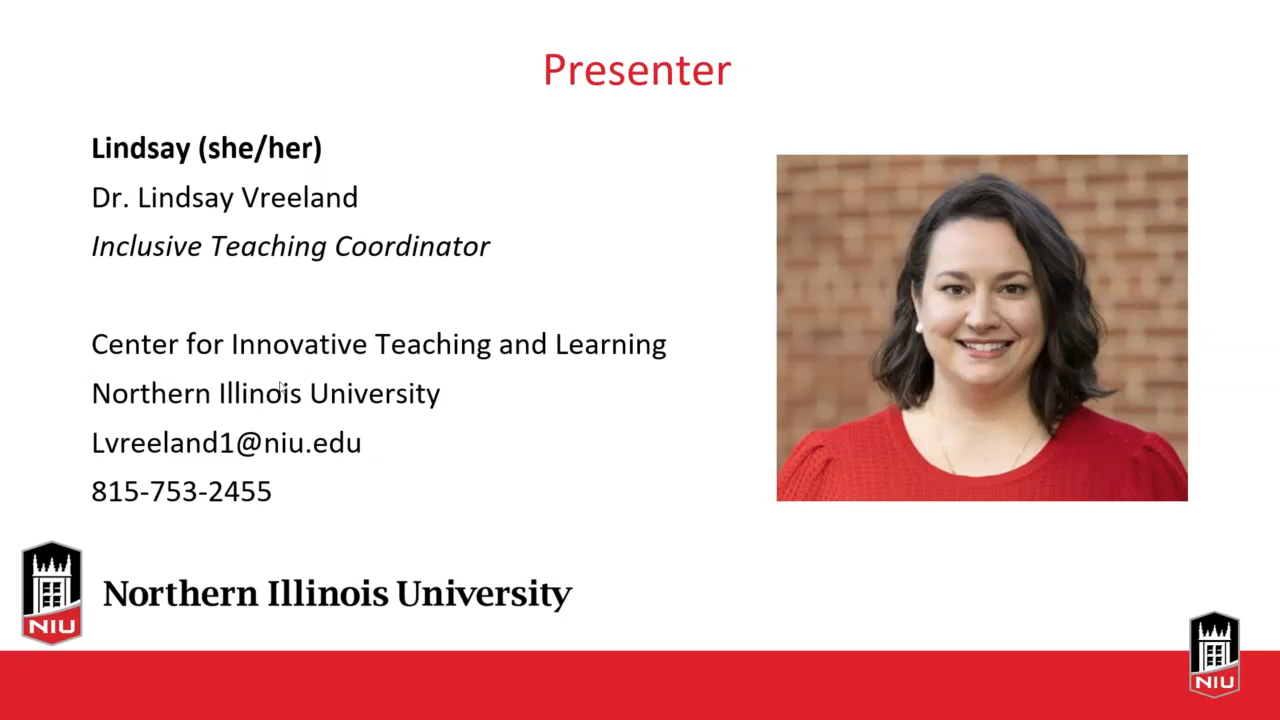 Presenter
Lindsay (she/her)
Dr. Lindsay Vreeland
Inclusive Teaching Coordinator
Center for Innovative Teaching and Learning
Northern Illinois University
Lvreeland1@niu.edu
815-753-2455
NIU
Northern Illinois University
NIU